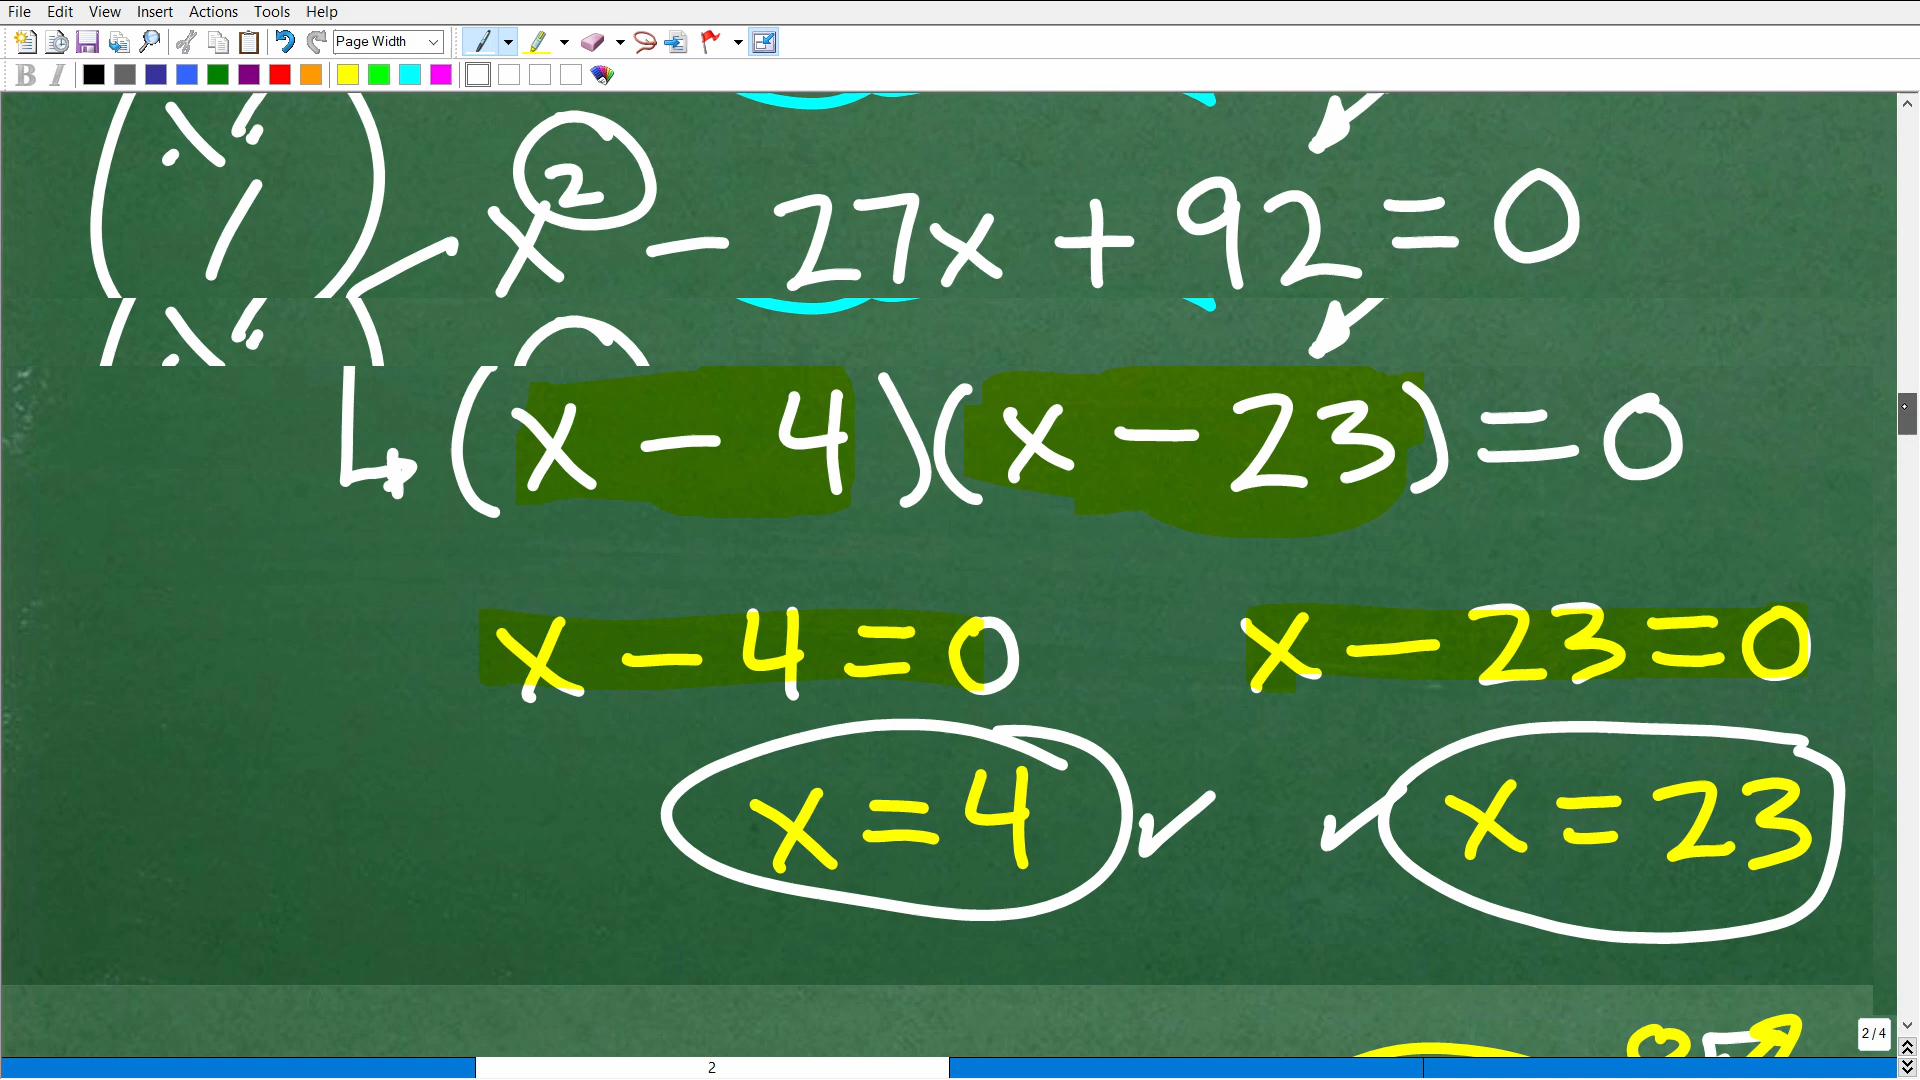 File Edit View Insert Actions Tools Help
Page Width
B I
x² − 27x + 92 = 0
(x − 4)(x − 23) = 0
x − 4 = 0 x − 23 = 0
x = 4 x = 23
2 / 4
2